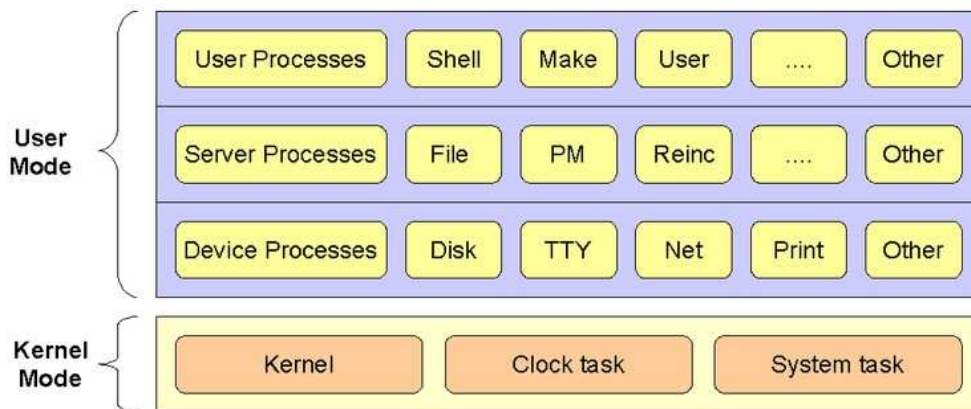 User Mode
User Processes Shell Make User .... Other
Server Processes File PM Reinc .... Other
Device Processes Disk TTY Net Print Other
Kernel Mode
Kernel Clock task System task